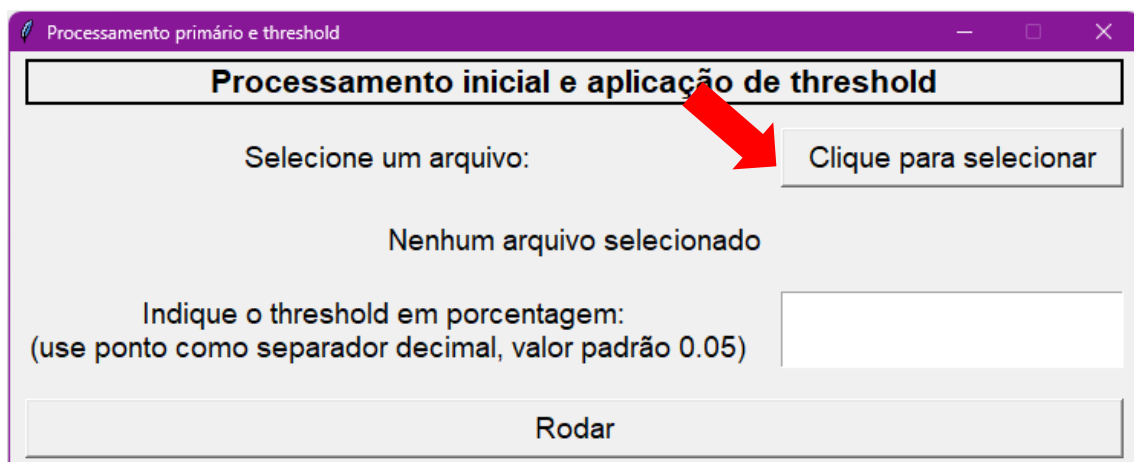 Processamento primário e threshold
Processamento inicial e aplicação de threshold
Selecione um arquivo:
Clique para selecionar
Nenhum arquivo selecionado
Indique o threshold em porcentagem:
(use ponto como separador decimal, valor padrão 0.05)
Rodar